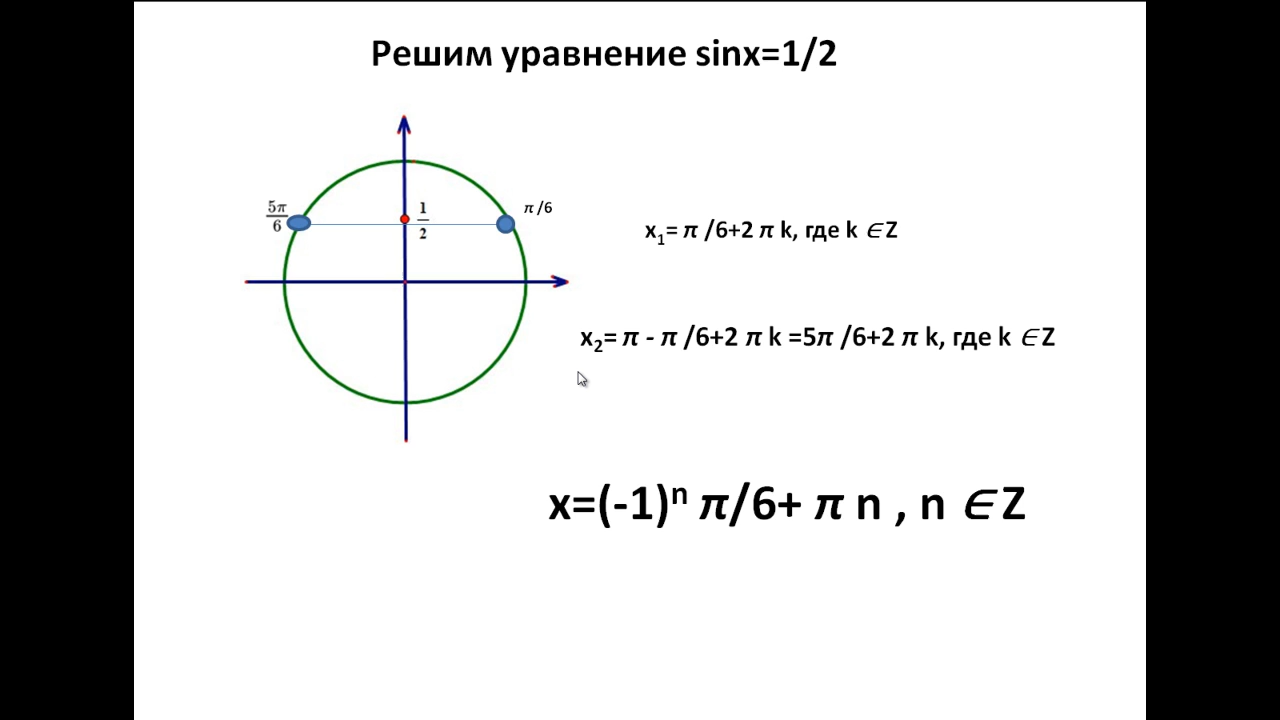 Решим уравнение sinx=1/2
5π/6
1/2
π /6
x₁= π /6+2 π k, где k ∈ Z
x₂= π - π /6+2 π k =5π /6+2 π k, где k ∈ Z
x=(-1)ⁿ π/6+ π n , n ∈ Z